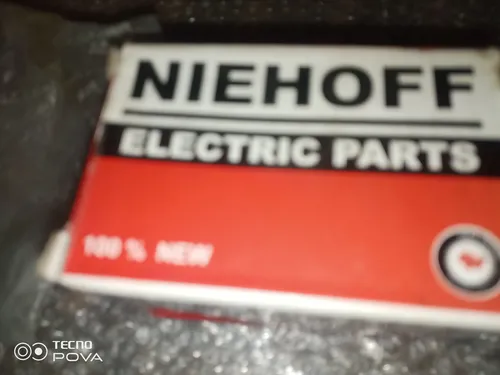 NIEHOFF
ELECTRIC PARTS
100 % NEW
TECNO
POVA